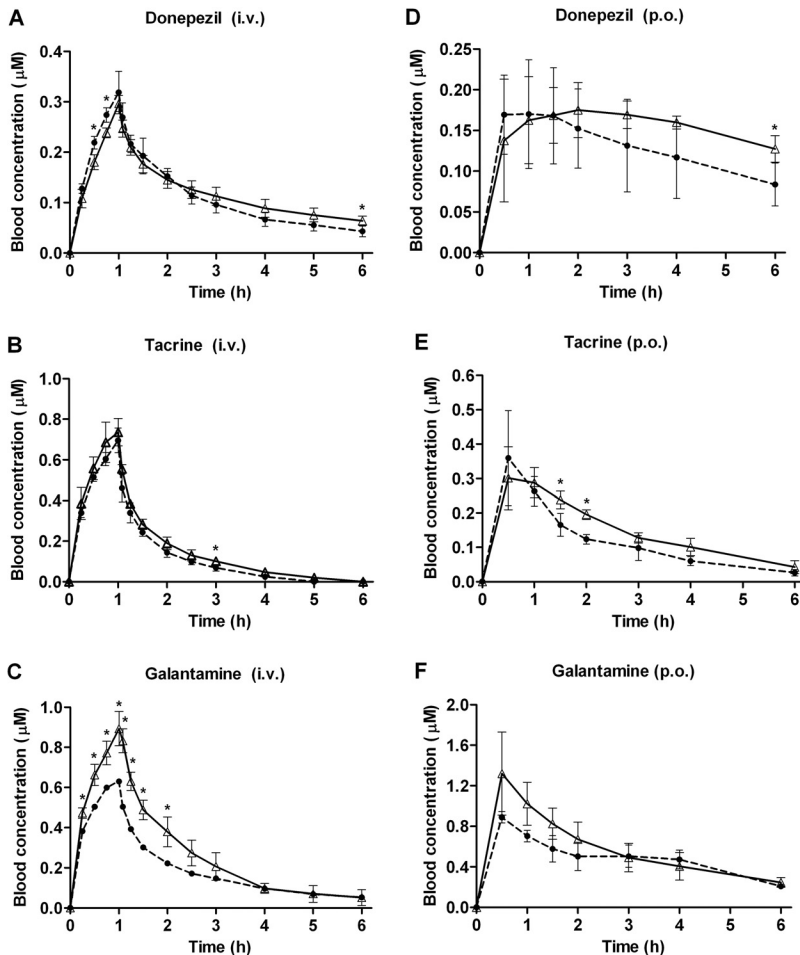 A
Donepezil (i.v.)
Blood concentration ( μM)
0.4
0.3
0.2
0.1
0.0
0 1 2 3 4 5 6
Time (h)
* * *
D
Donepezil (p.o.)
Blood concentration ( μM)
0.25
0.20
0.15
0.10
0.05
0.00
0 1 2 3 4 5 6
Time (h)
*
B
Tacrine (i.v.)
Blood concentration ( μM)
1.0
0.8
0.6
0.4
0.2
0.0
0 1 2 3 4 5 6
Time (h)
*
E
Tacrine (p.o.)
Blood concentration ( μM)
0.6
0.5
0.4
0.3
0.2
0.1
0.0
0 1 2 3 4 5 6
Time (h)
* *
C
Galantamine (i.v.)
Blood concentration ( μM)
1.0
0.8
0.6
0.4
0.2
0.0
0 1 2 3 4 5 6
Time (h)
* * * * * * * *
F
Galantamine (p.o.)
Blood concentration (μM)
2.0
1.6
1.2
0.8
0.4
0.0
0 1 2 3 4 5 6
Time (h)